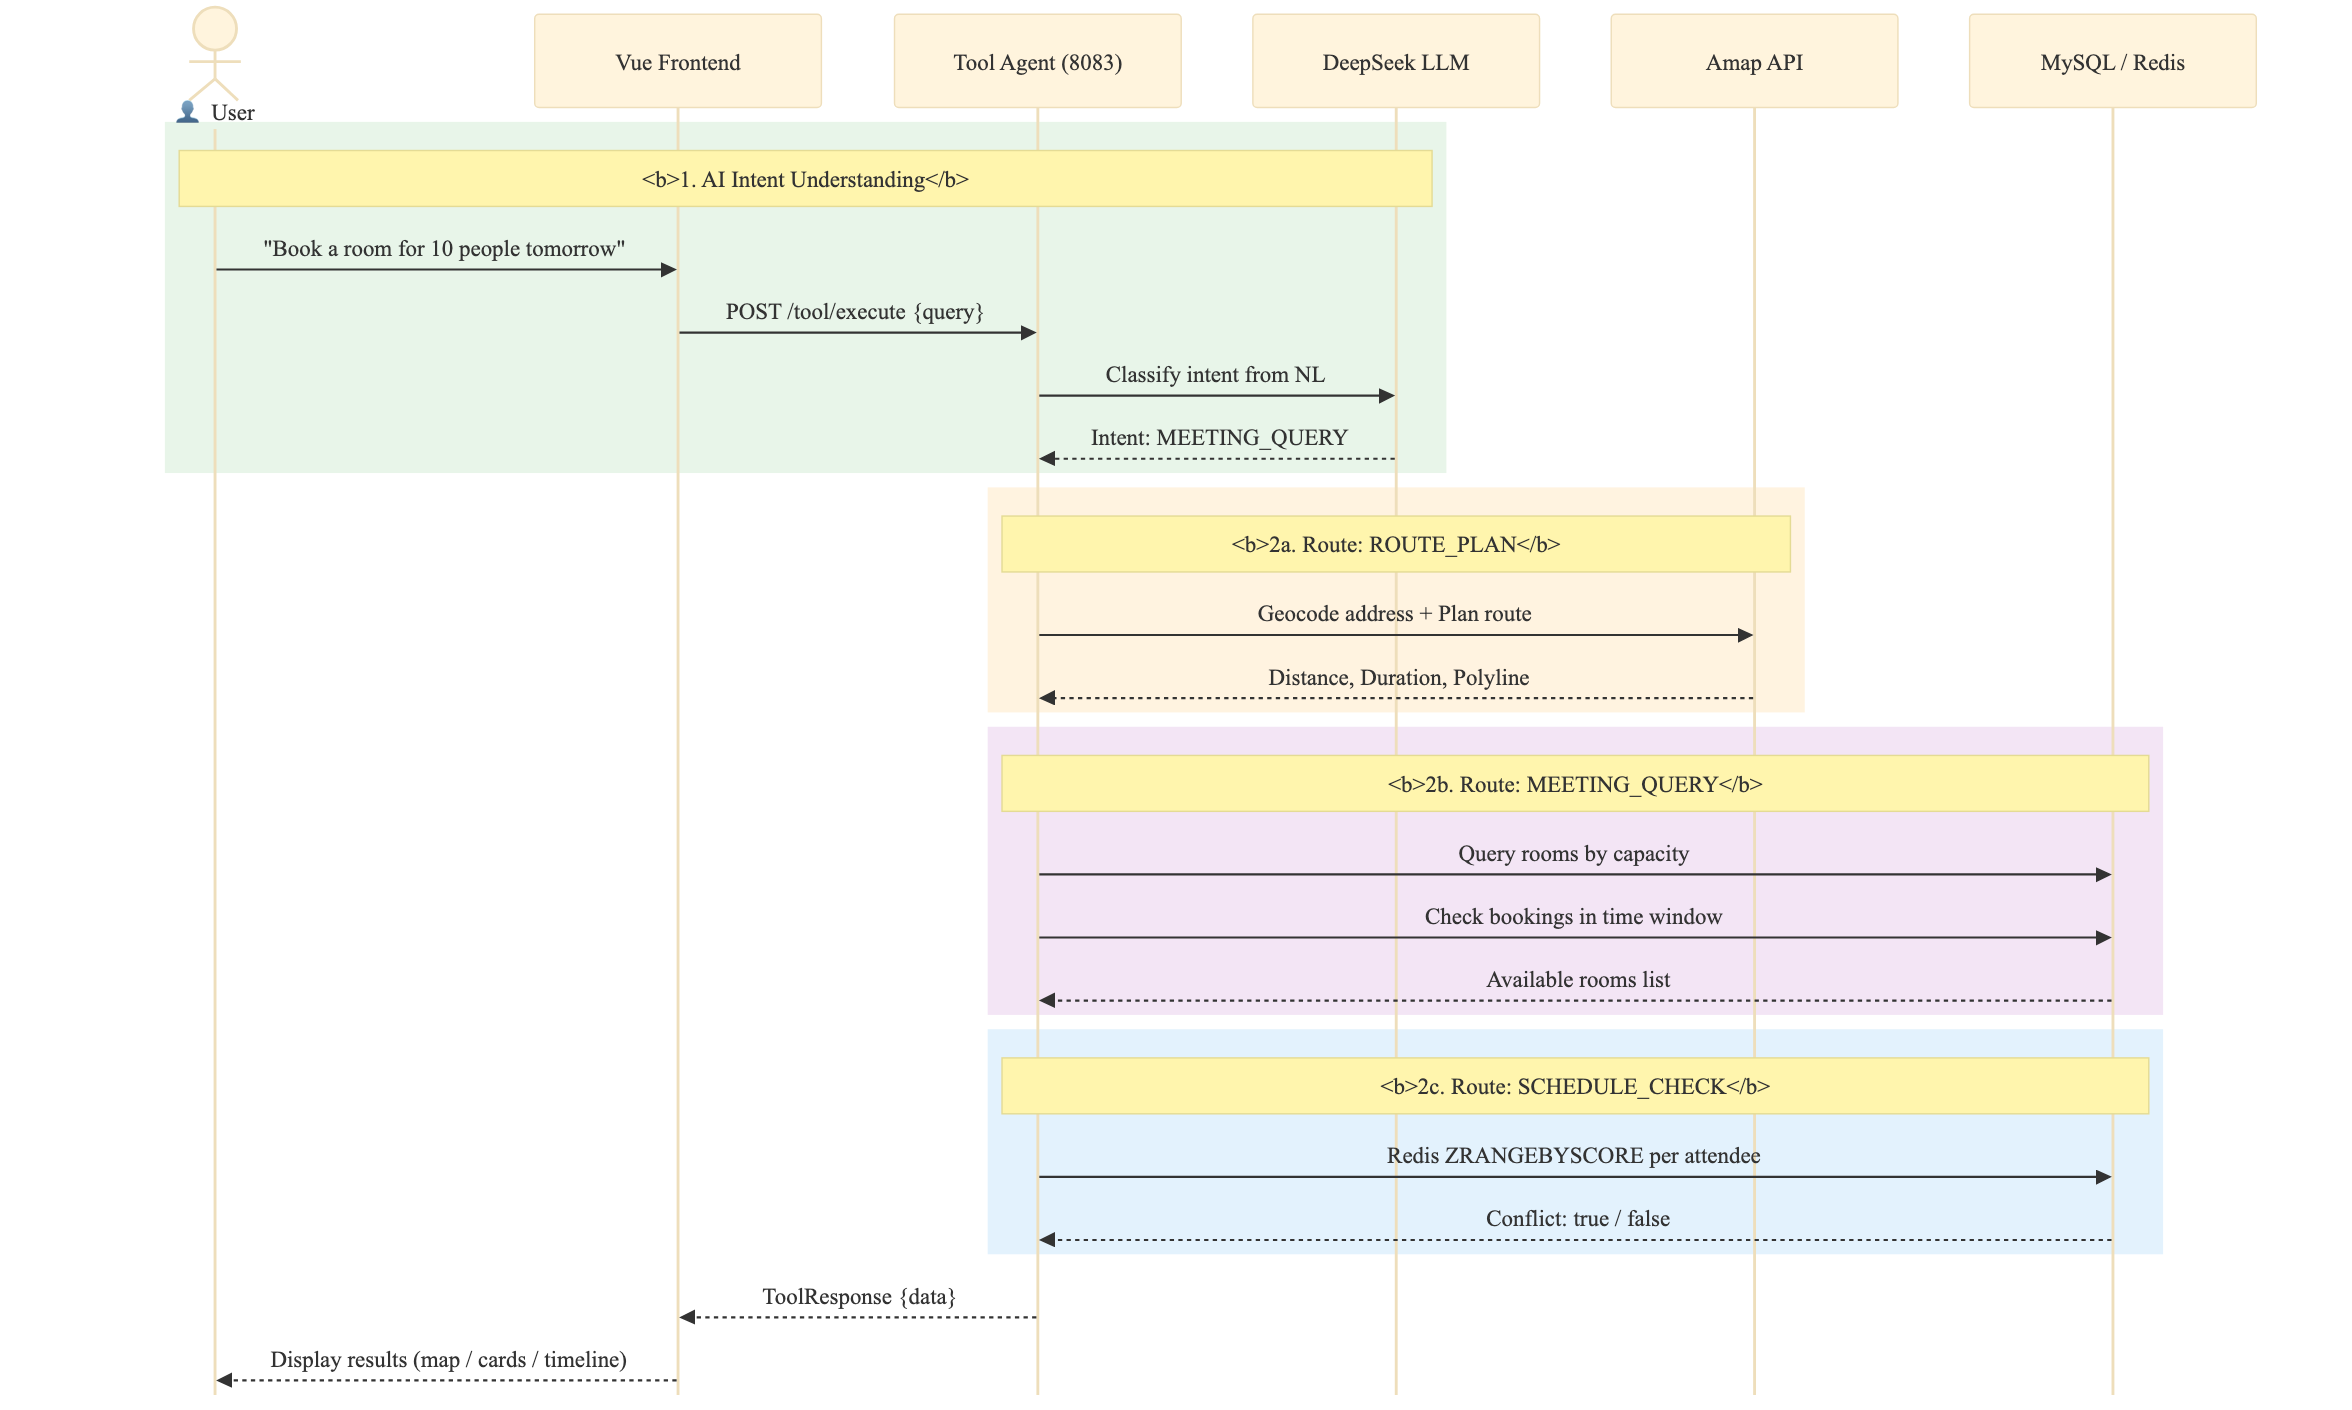 Vue Frontend
Tool Agent (8083)
DeepSeek LLM
Amap API
MySQL / Redis
👤 User
<b>1. AI Intent Understanding</b>
"Book a room for 10 people tomorrow"
POST /tool/execute {query}
Classify intent from NL
Intent: MEETING_QUERY
<b>2a. Route: ROUTE_PLAN</b>
Geocode address + Plan route
Distance, Duration, Polyline
<b>2b. Route: MEETING_QUERY</b>
Query rooms by capacity
Check bookings in time window
Available rooms list
<b>2c. Route: SCHEDULE_CHECK</b>
Redis ZRANGEBYSCORE per attendee
Conflict: true / false
ToolResponse {data}
Display results (map / cards / timeline)